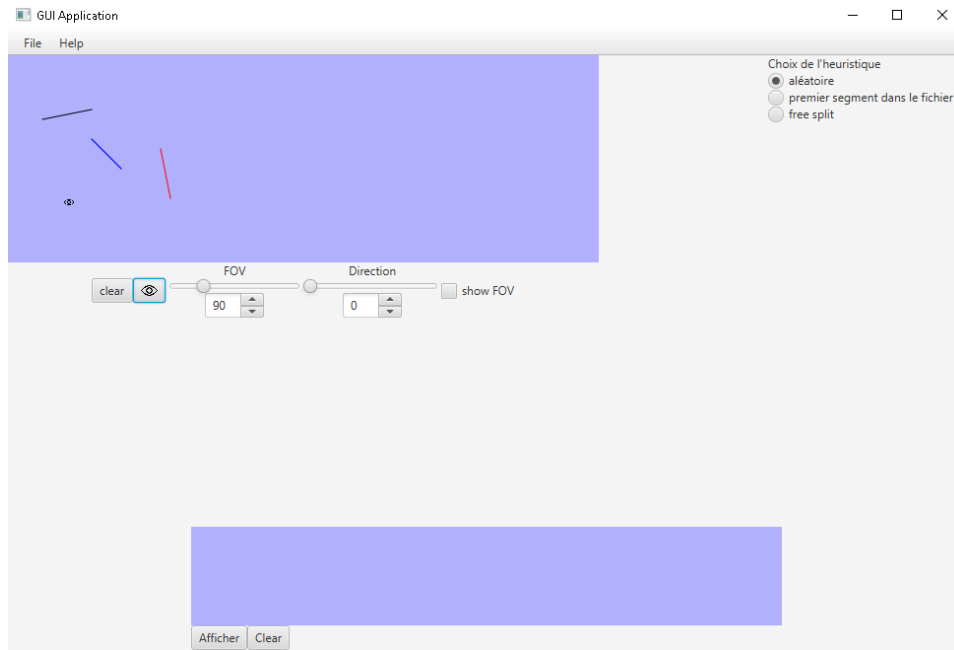 GUI Application
File Help
Choix de l'heuristique
aléatoire
premier segment dans le fichier
free split
FOV Direction
clear
90 0
show FOV
Afficher Clear